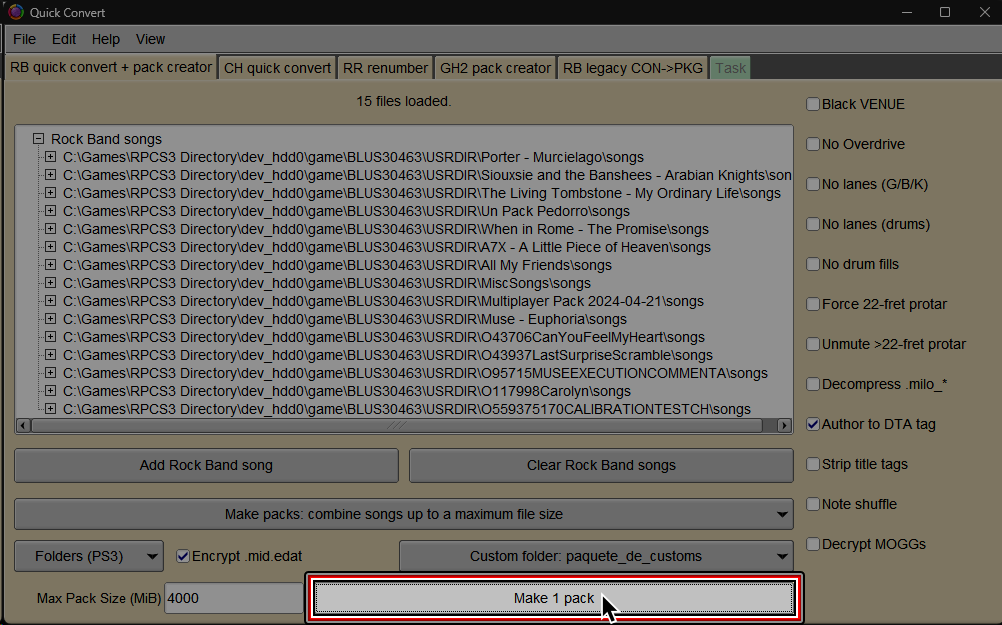 Quick Convert
File Edit Help View
RB quick convert + pack creator CH quick convert RR renumber GH2 pack creator RB legacy CON->PKG Task
15 files loaded.
Rock Band songs
C:\Games\RPCS3 Directory\dev_hdd0\game\BLUS30463\USRDIR\Porter - Murcielago\songs
C:\Games\RPCS3 Directory\dev_hdd0\game\BLUS30463\USRDIR\Siouxsie and the Banshees - Arabian Knights\son
C:\Games\RPCS3 Directory\dev_hdd0\game\BLUS30463\USRDIR\The Living Tombstone - My Ordinary Life\songs
C:\Games\RPCS3 Directory\dev_hdd0\game\BLUS30463\USRDIR\Un Pack Pedorro\songs
C:\Games\RPCS3 Directory\dev_hdd0\game\BLUS30463\USRDIR\When in Rome - The Promise\songs
C:\Games\RPCS3 Directory\dev_hdd0\game\BLUS30463\USRDIR\A7X - A Little Piece of Heaven\songs
C:\Games\RPCS3 Directory\dev_hdd0\game\BLUS30463\USRDIR\All My Friends\songs
C:\Games\RPCS3 Directory\dev_hdd0\game\BLUS30463\USRDIR\MiscSongs\songs
C:\Games\RPCS3 Directory\dev_hdd0\game\BLUS30463\USRDIR\Multiplayer Pack 2024-04-21\songs
C:\Games\RPCS3 Directory\dev_hdd0\game\BLUS30463\USRDIR\Muse - Euphoria\songs
C:\Games\RPCS3 Directory\dev_hdd0\game\BLUS30463\USRDIR\O43706CanYouFeelMyHeart\songs
C:\Games\RPCS3 Directory\dev_hdd0\game\BLUS30463\USRDIR\O43937LastSurpriseScramble\songs
C:\Games\RPCS3 Directory\dev_hdd0\game\BLUS30463\USRDIR\O95715MUSEEXECUTIONCOMMENTA\songs
C:\Games\RPCS3 Directory\dev_hdd0\game\BLUS30463\USRDIR\O117998Carolyn\songs
C:\Games\RPCS3 Directory\dev_hdd0\game\BLUS30463\USRDIR\O559375170CALIBRATIONTESTCH\songs
Add Rock Band song Clear Rock Band songs
Make packs: combine songs up to a maximum file size
Folders (PS3) Encrypt .mid.edat Custom folder: paquete_de_customs
Max Pack Size (MiB) 4000 Make 1 pack
Black VENUE
No Overdrive
No lanes (G/B/K)
No lanes (drums)
No drum fills
Force 22-fret protar
Unmute >22-fret protar
Decompress .milo_*
Author to DTA tag
Strip title tags
Note shuffle
Decrypt MOGGs